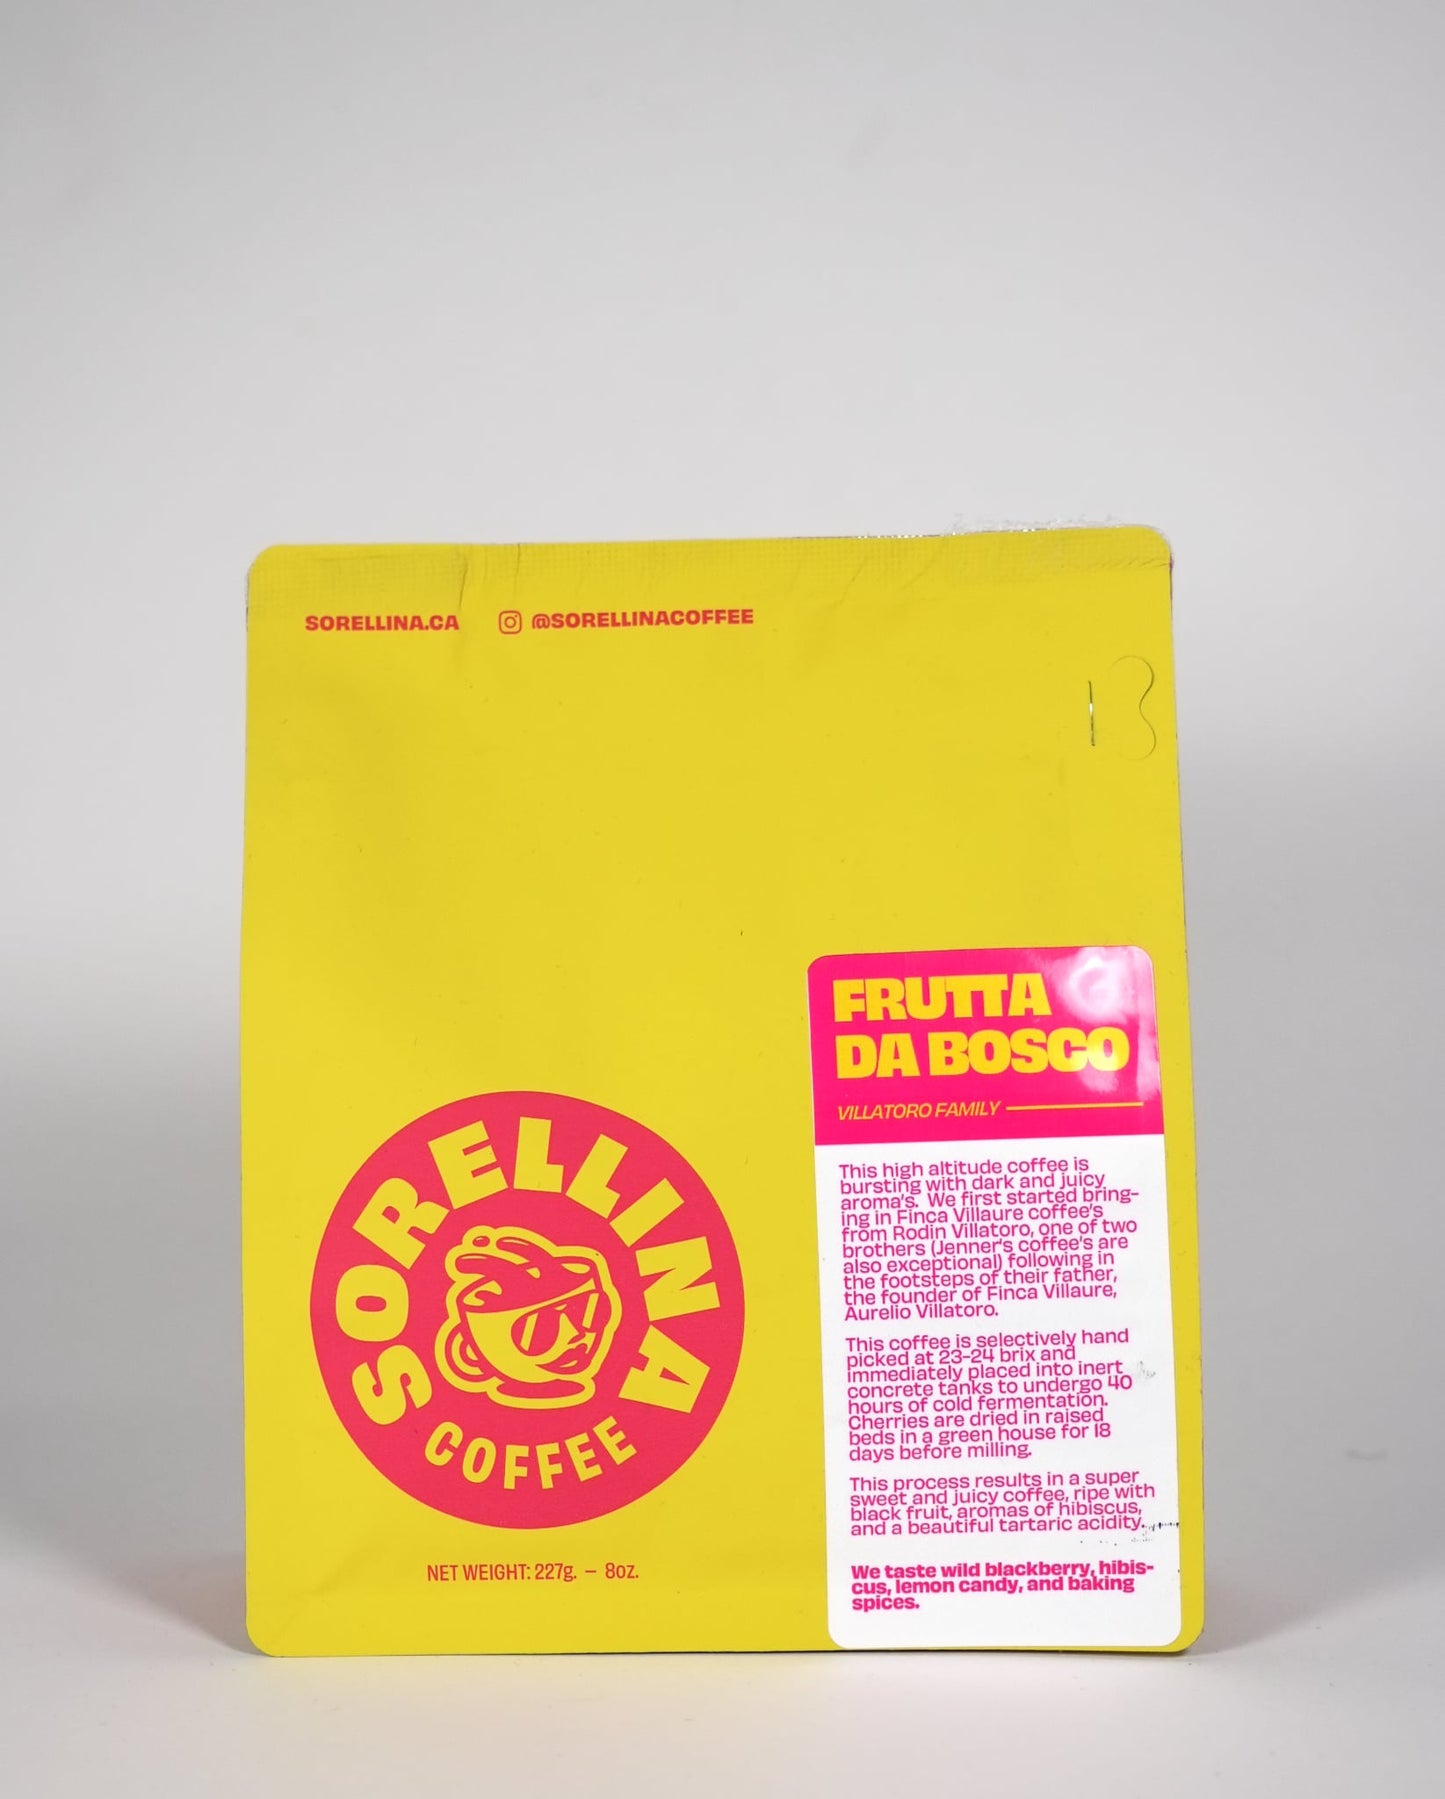 SORELLINA.CA @SORELLINACOFFEE
FRUTTA
DA BOSCO
VILLATORO FAMILY
This high altitude coffee is
bursting with dark and juicy
aroma's. We first started bring-
ing in Finca Villaure coffee's
from Rodin Villatoro, one of two
brothers (Jenner's coffee's are
also exceptional) following in
the footsteps of their father,
the founder of Finca Villaure,
Aurelio Villatoro.
This coffee is selectively hand
picked at 23-24 brix and
immediately placed into inert
concrete tanks to undergo 40
hours of cold fermentation.
Cherries are dried in raised
beds in a green house for 18
days before milling.
This process results in a super
sweet and juicy coffee, ripe with
black fruit, aromas of hibiscus,
and a beautiful tartaric acidity.
We taste wild blackberry, hibis-
cus, lemon candy, and baking
spices.
SORELLINA
COFFEE
NET WEIGHT: 227g. – 8oz.